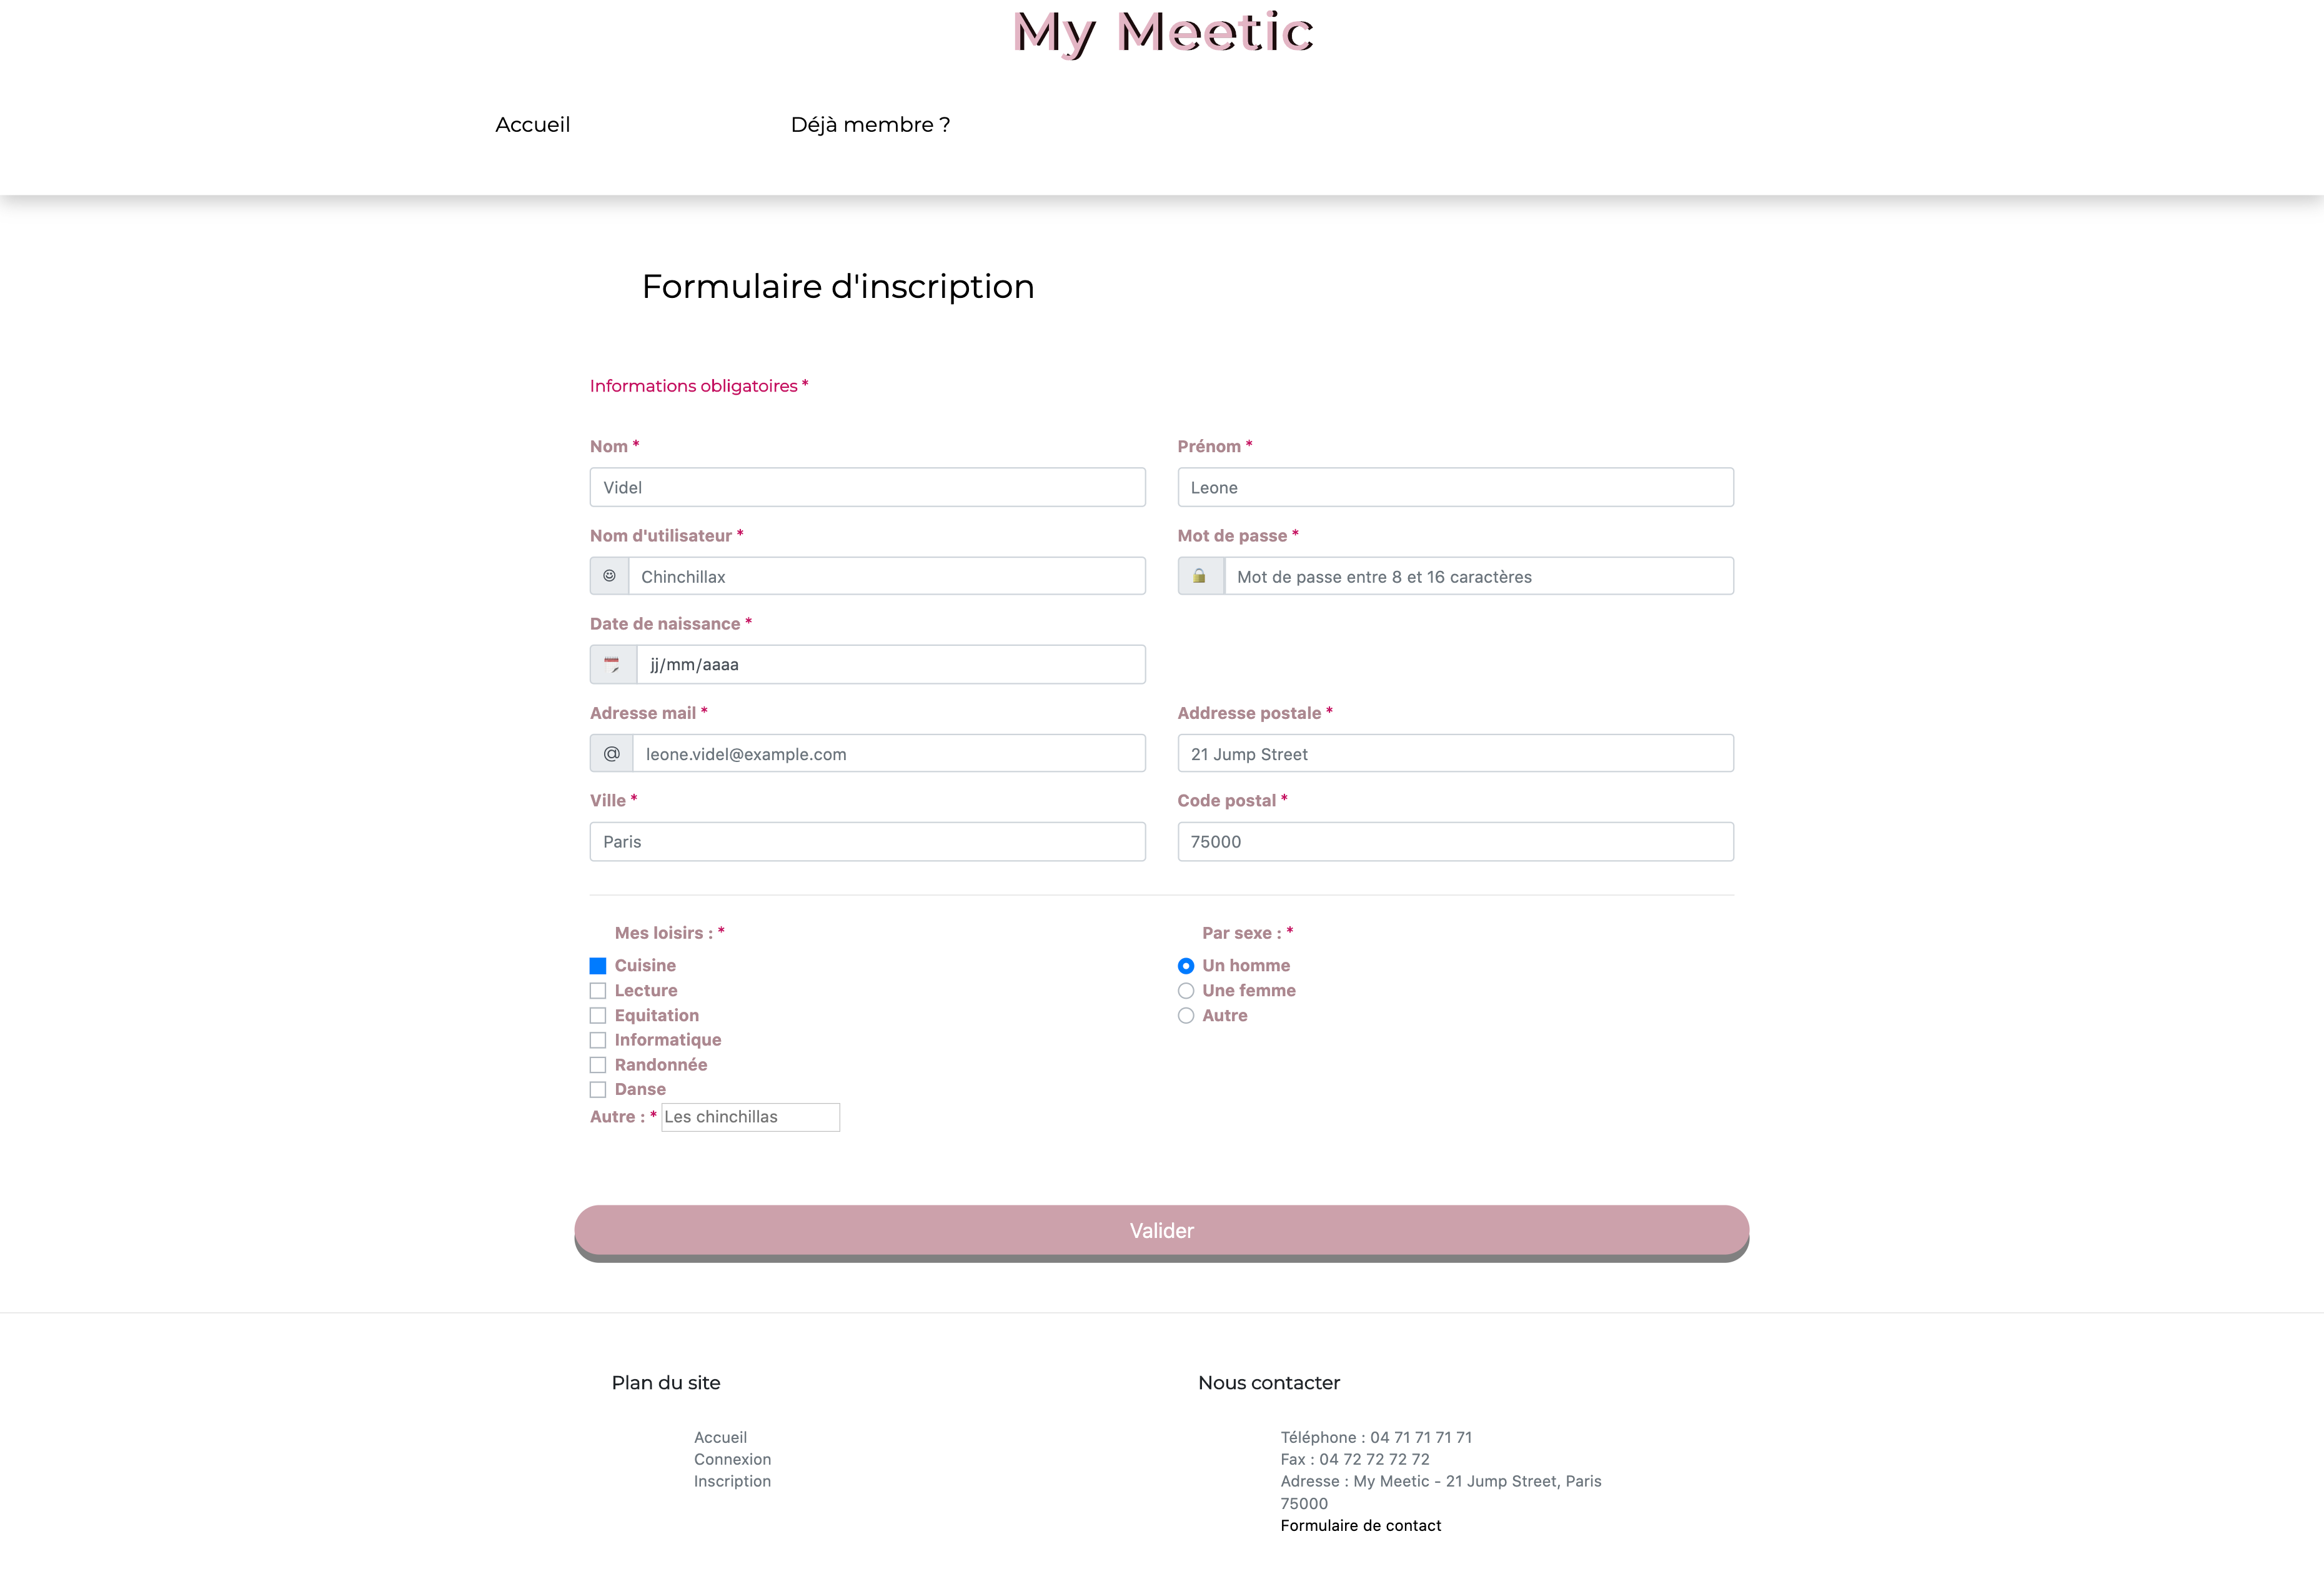 My Meetic
Accueil
Déjà membre ?
Formulaire d'inscription
Informations obligatoires *
Nom *
Prénom *
Videl
Leone
Nom d'utilisateur *
Mot de passe *
Chinchillax
Mot de passe entre 8 et 16 caractères
Date de naissance *
jj/mm/aaaa
Adresse mail *
Addresse postale *
@ leone.videl@example.com
21 Jump Street
Ville *
Code postal *
Paris
75000
Mes loisirs : *
Cuisine
Lecture
Equitation
Informatique
Randonnée
Danse
Autre : * Les chinchillas
Par sexe : *
Un homme
Une femme
Autre
Valider
Plan du site
Accueil
Connexion
Inscription
Nous contacter
Téléphone : 04 71 71 71 71
Fax : 04 72 72 72 72
Adresse : My Meetic - 21 Jump Street, Paris
75000
Formulaire de contact